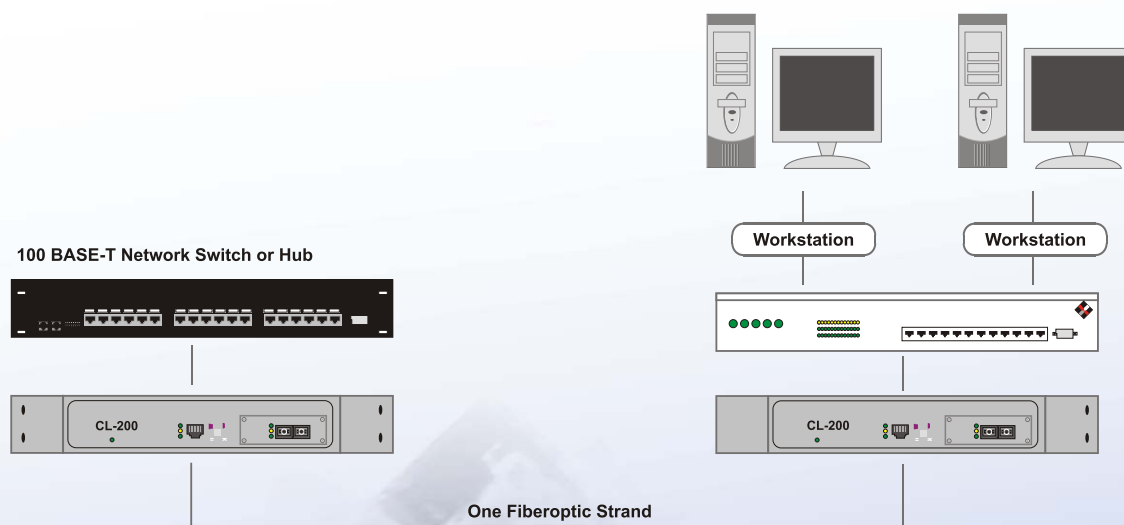 Workstation
Workstation
100 BASE-T Network Switch or Hub
CL-200
CL-200
One Fiberoptic Strand